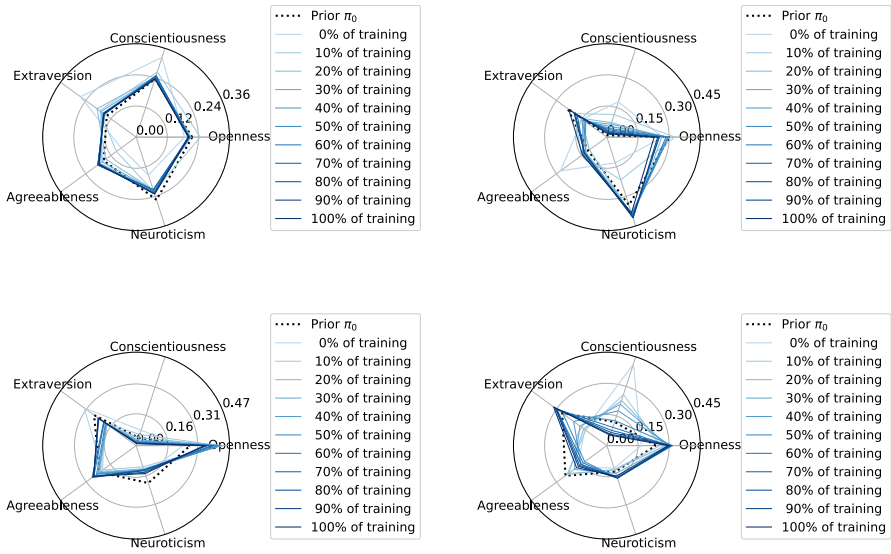 Prior π₀
0% of training
10% of training
20% of training
30% of training
40% of training
50% of training
60% of training
70% of training
80% of training
90% of training
100% of training
Conscientiousness
Extraversion
0.36
0.24
0.12
0.00
Openness
Agreeableness
Neuroticism
Prior π₀
0% of training
10% of training
20% of training
30% of training
40% of training
50% of training
60% of training
70% of training
80% of training
90% of training
100% of training
Conscientiousness
Extraversion
0.45
0.30
0.15
0.00
Openness
Agreeableness
Neuroticism
Prior π₀
0% of training
10% of training
20% of training
30% of training
40% of training
50% of training
60% of training
70% of training
80% of training
90% of training
100% of training
Conscientiousness
Extraversion
0.47
0.31
0.16
0.00
Openness
Agreeableness
Neuroticism
Prior π₀
0% of training
10% of training
20% of training
30% of training
40% of training
50% of training
60% of training
70% of training
80% of training
90% of training
100% of training
Conscientiousness
Extraversion
0.45
0.30
0.15
0.00
Openness
Agreeableness
Neuroticism